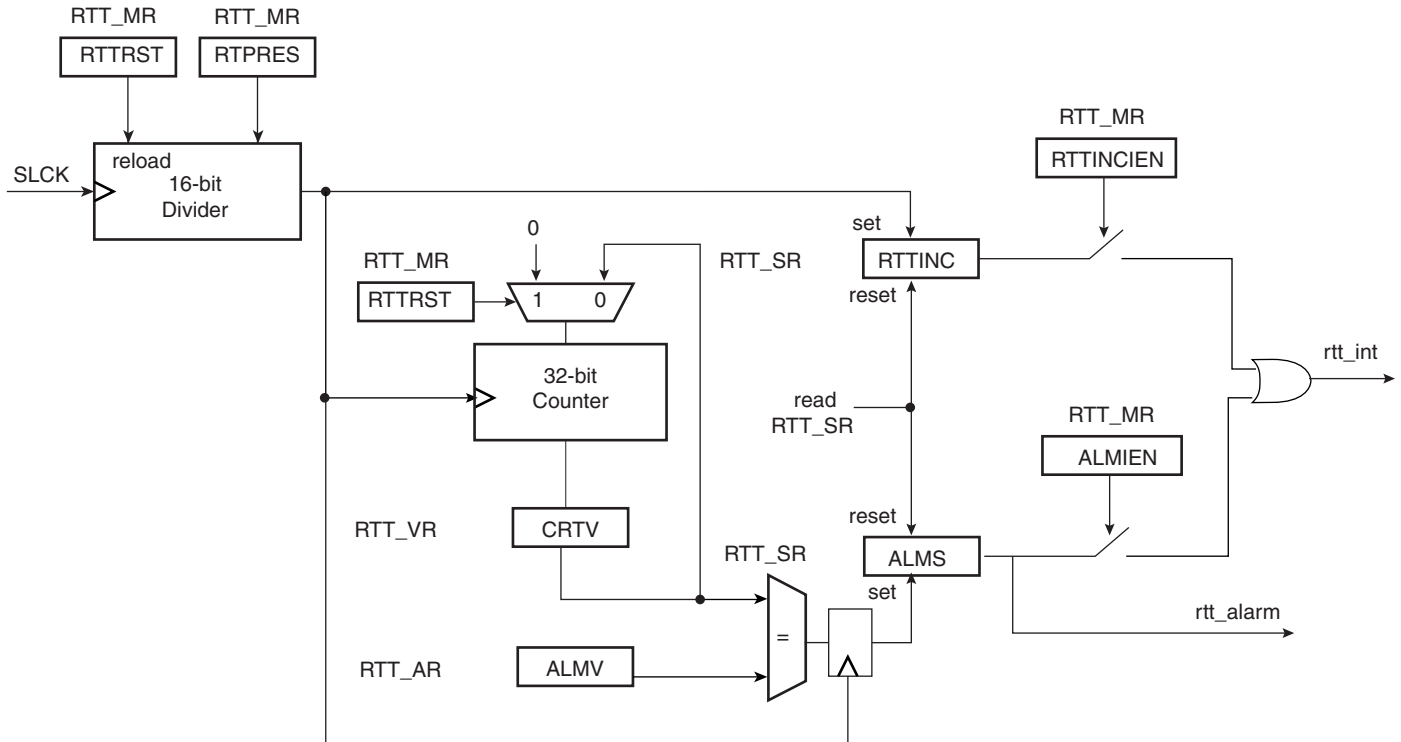 RTT_MR RTT_MR
RTTRST RTPRES
RTT_MR
reload
RTTINCIEN
SLCK
16-bit
Divider
0
set
RTT_MR
RTT_SR
RTTINC
RTTRST
1 0
reset
rtt_int
32-bit
Counter
read
RTT_SR
RTT_MR
ALMIEN
reset
RTT_VR
CRTV
RTT_SR
ALMS
set
rtt_alarm
=
RTT_AR
ALMV